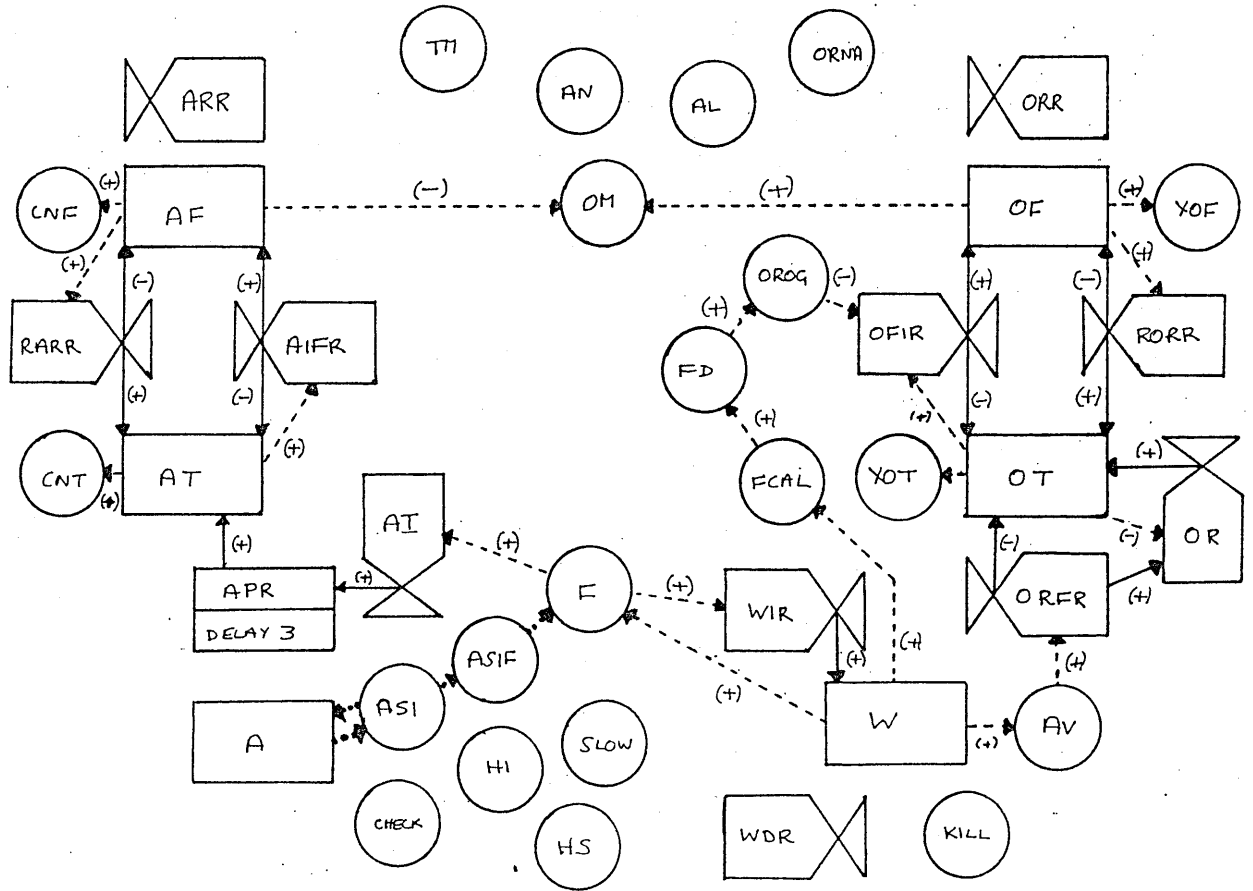 TM
ORNA
ARR
AN
AL
ORR
CNF
(+)
AF
(-)
OM
(+)
OF
(+)
XOF
(+)
(-)
(+)
OROG
(-)
(+)
(-)
(+)
RARR
AIFR
(+)
FD
OFIR
RORR
(+)
(-)
(+)
(+)
(-)
(+)
CNT
(+)
AT
(+)
AI
FCAL
XOT
OT
(+)
(+)
(+)
(-)
(-)
OR
APR
(+)
F
(+)
WIR
ORFR
(+)
DELAY 3
ASIF
(+)
(+)
(+)
(+)
A
ASI
W
(+)
AV
HI
SLOW
CHECK
HS
WDR
KILL